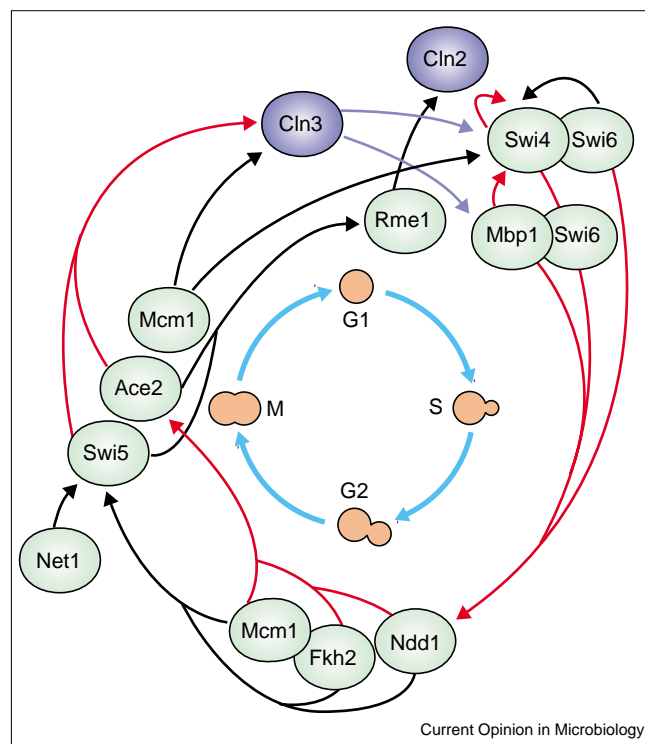 Cln2
Cln3
Swi4 Swi6
Rme1
Mbp1 Swi6
Mcm1
G1
Ace2
M
S
Swi5
G2
Net1
Mcm1
Fkh2
Ndd1
Current Opinion in Microbiology